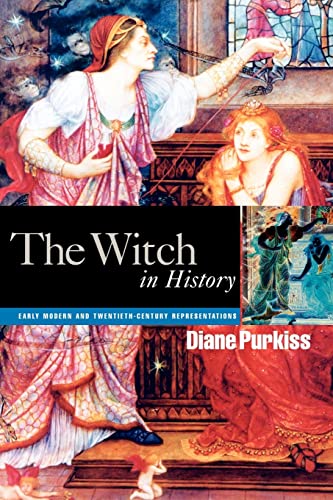 The Witch
in History
EARLY MODERN AND TWENTIETH-CENTURY REPRESENTATIONS
Diane Purkiss